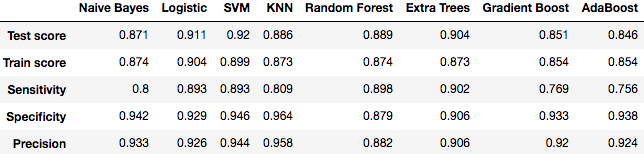 Naive Bayes Logistic SVM KNN Random Forest Extra Trees Gradient Boost AdaBoost
Test score 0.871 0.911 0.92 0.886 0.889 0.904 0.851 0.846
Train score 0.874 0.904 0.899 0.873 0.874 0.873 0.854 0.854
Sensitivity 0.8 0.893 0.893 0.809 0.898 0.902 0.769 0.756
Specificity 0.942 0.929 0.946 0.964 0.879 0.906 0.933 0.938
Precision 0.933 0.926 0.944 0.958 0.882 0.906 0.92 0.924